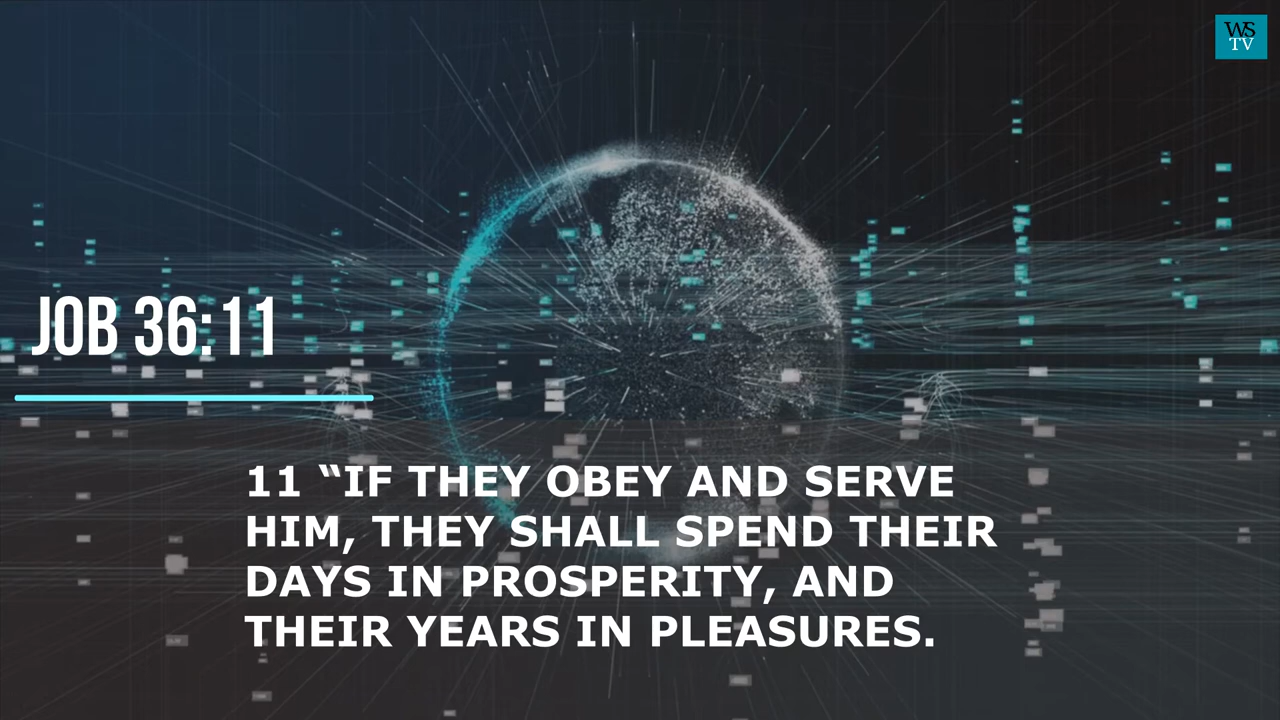 WS
TV
JOB 36:11
11 “IF THEY OBEY AND SERVE
HIM, THEY SHALL SPEND THEIR
DAYS IN PROSPERITY, AND
THEIR YEARS IN PLEASURES.